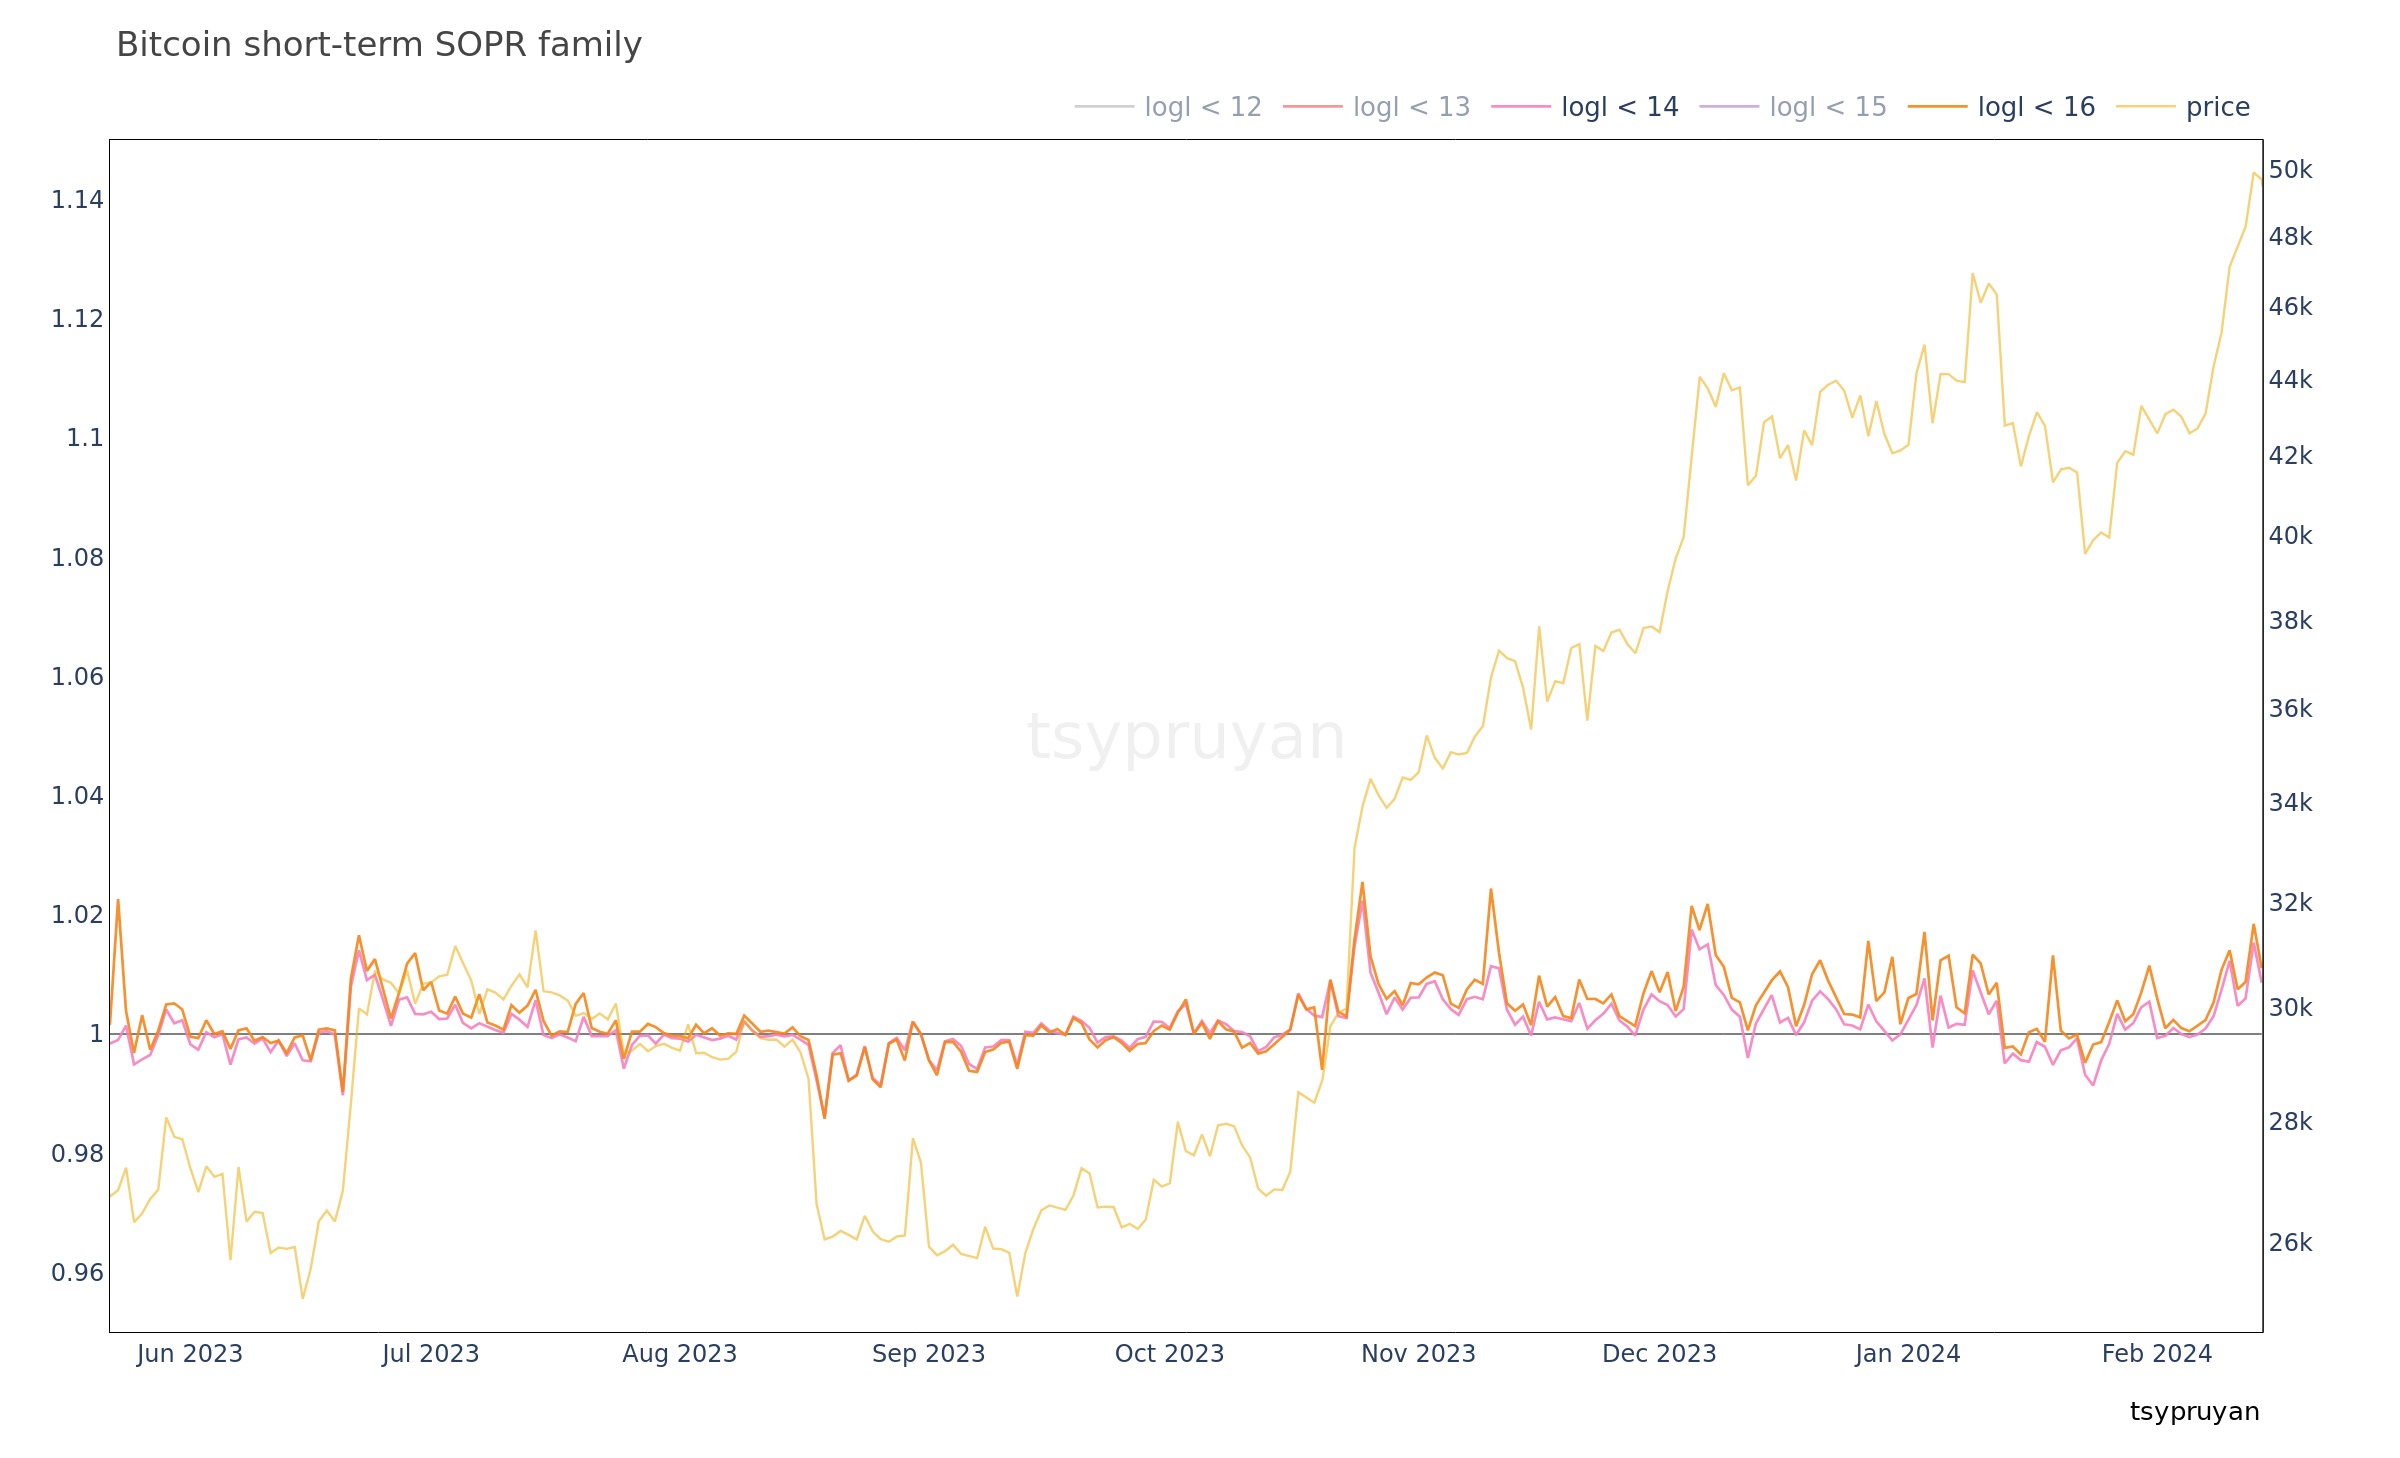 Bitcoin short-term SOPR family
logl < 12 logl < 13 logl < 14 logl < 15 logl < 16 price
1.14
1.12
1.1
1.08
1.06
1.04
1.02
1
0.98
0.96
50k
48k
46k
44k
42k
40k
38k
36k
34k
32k
30k
28k
26k
tsypruyan
Jun 2023 Jul 2023 Aug 2023 Sep 2023 Oct 2023 Nov 2023 Dec 2023 Jan 2024 Feb 2024
tsypruyan